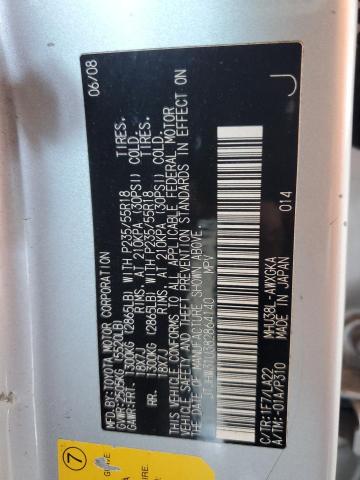 MFD.BY:TOYOTA MOTOR CORPORATION 06/08
GVWR:2505KG (5520LB)
GAWR:FRT. 1300KG (2865LB) WITH P235/55R18 TIRES.
18X7J RIMS, AT 210KPA (30PSI) COLD.
RR. 1300KG (2865LB) WITH P235/55R18 TIRES.
18X7J RIMS, AT 210KPA (30PSI) COLD.
THIS VEHICLE CONFORMS TO ALL APPLICABLE FEDERAL MOTOR
VEHICLE SAFETY AND THEFT PREVENTION STANDARDS IN EFFECT ON
THE DATE OF MANUFACTURE SHOWN ABOVE.
JTJHW31U382864140 MPV
J
C/TR:1F7/LA22 MHU38L-AWXGKA
A/TM:-01A/P310 MADE IN JAPAN 014
7